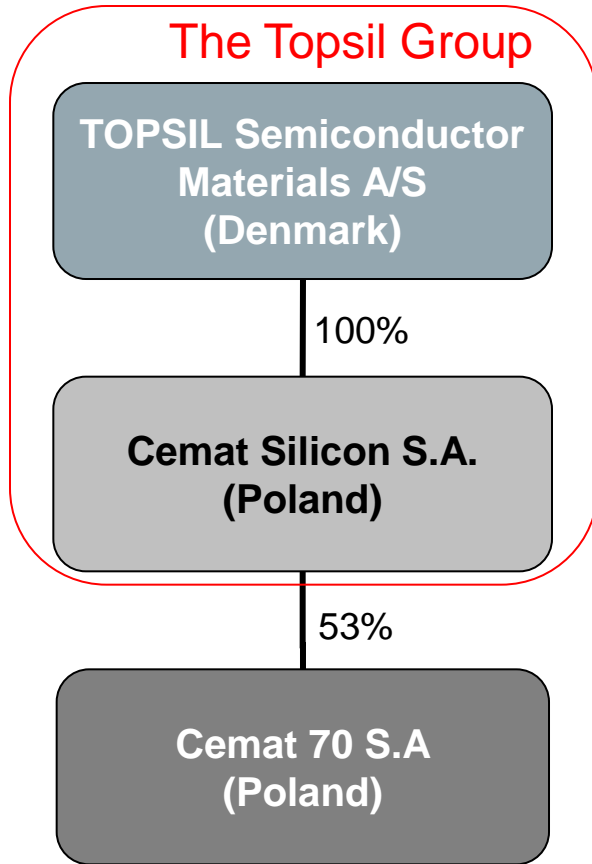 The Topsil Group
TOPSIL Semiconductor
Materials A/S
(Denmark)
100%
Cemat Silicon S.A.
(Poland)
53%
Cemat 70 S.A
(Poland)